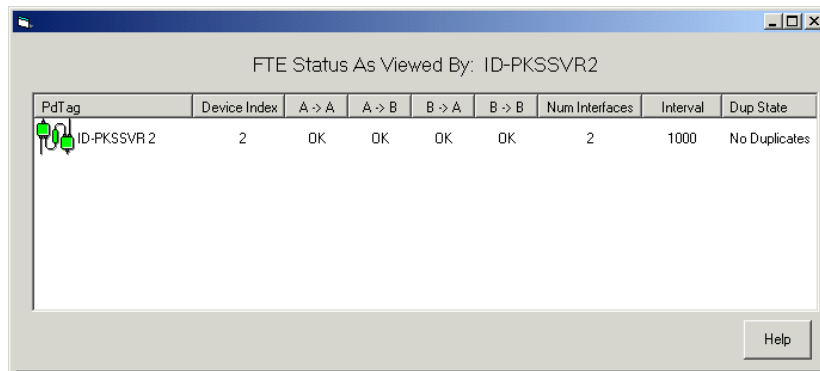 FTE Status As Viewed By: ID-PKSSVR2
PdTag Device Index A -> A A -> B B -> A B -> B Num Interfaces Interval Dup State
ID-PKSSVR 2 2 OK OK OK OK 2 1000 No Duplicates
Help